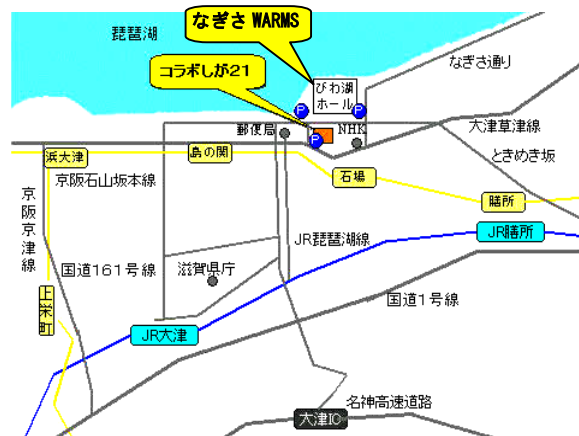 なぎさ WARMS
琵琶湖
コラボしが21
なぎさ通り
びわ湖
ホール
P
P
P
郵便局
NHK
大津草津線
浜大津
島の関
ときめき坂
京阪石山坂本線
石場
膳所
京阪京津線
JR琵琶湖線
JR膳所
国道161号線
滋賀県庁
上栄町
国道1号線
JR大津
名神高速道路
大津IC